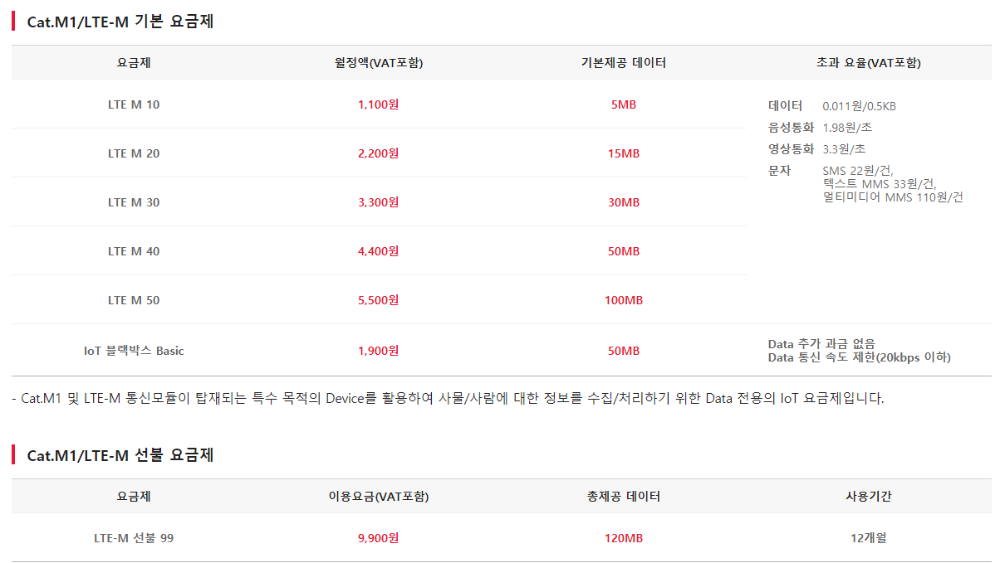 Cat.M1/LTE-M 기본 요금제
요금제 월정액(VAT포함) 기본제공 데이터 초과 요율(VAT포함)
LTE M 10 1,100원 5MB
데이터 0.011원/0.5KB
음성통화 1.98원/초
영상통화 3.3원/초
문자 SMS 22원/건,
텍스트 MMS 33원/건,
멀티미디어 MMS 110원/건
LTE M 20 2,200원 15MB
LTE M 30 3,300원 30MB
LTE M 40 4,400원 50MB
LTE M 50 5,500원 100MB
IoT 블랙박스 Basic 1,900원 50MB
Data 추가 과금 없음
Data 통신 속도 제한(20kbps 이하)
- Cat.M1 및 LTE-M 통신모듈이 탑재되는 특수 목적의 Device를 활용하여 사물/사람에 대한 정보를 수집/처리하기 위한 Data 전용의 IoT 요금제입니다.
Cat.M1/LTE-M 선불 요금제
요금제 이용요금(VAT포함) 총제공 데이터 사용기간
LTE-M 선불 99 9,900원 120MB 12개월